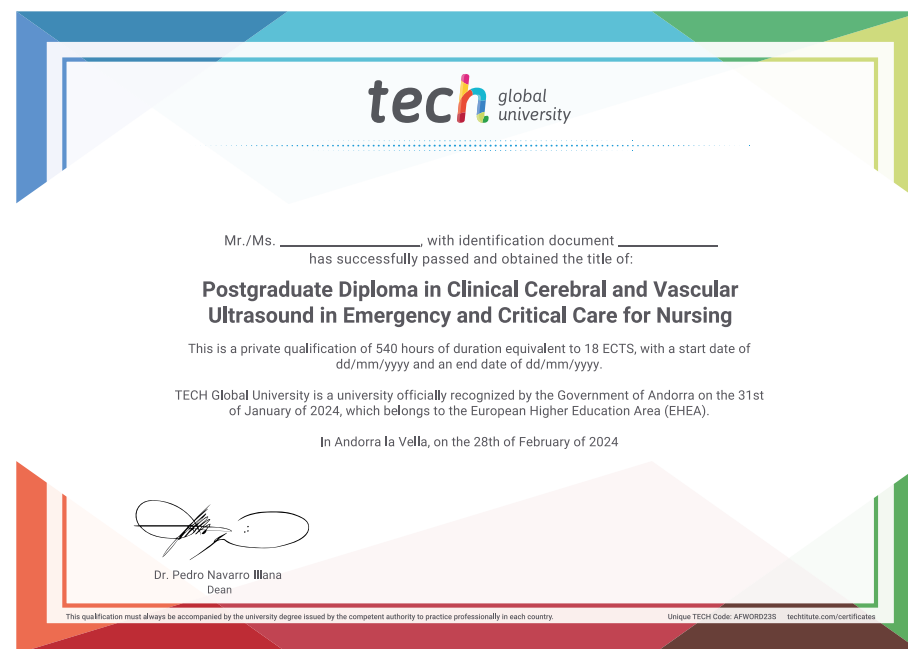 tech global
university
Mr./Ms. ____________, with identification document ____________
has successfully passed and obtained the title of:
Postgraduate Diploma in Clinical Cerebral and Vascular
Ultrasound in Emergency and Critical Care for Nursing
This is a private qualification of 540 hours of duration equivalent to 18 ECTS, with a start date of
dd/mm/yyyy and an end date of dd/mm/yyyy.
TECH Global University is a university officially recognized by the Government of Andorra on the 31st
of January of 2024, which belongs to the European Higher Education Area (EHEA).
In Andorra la Vella, on the 28th of February of 2024
Dr. Pedro Navarro Illana
Dean
This qualification must always be accompanied by the university degree issued by the competent authority to practice professionally in each country.
Unique TECH Code: AFWORD23S techtitute.com/certificates